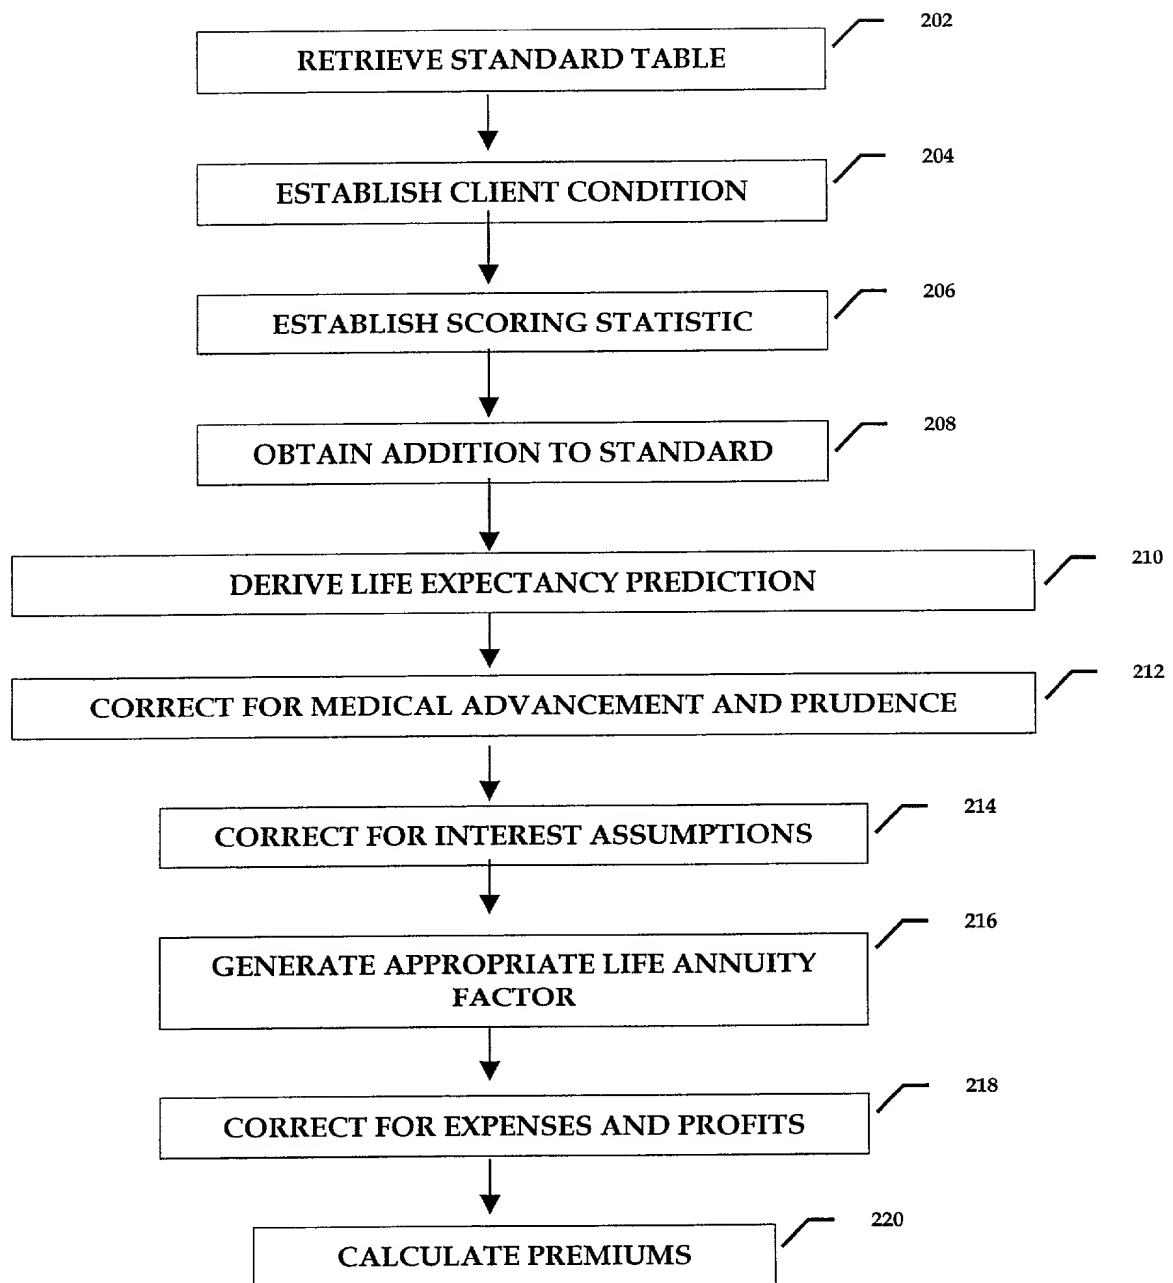 202
RETRIEVE STANDARD TABLE
204
ESTABLISH CLIENT CONDITION
206
ESTABLISH SCORING STATISTIC
208
OBTAIN ADDITION TO STANDARD
210
DERIVE LIFE EXPECTANCY PREDICTION
212
CORRECT FOR MEDICAL ADVANCEMENT AND PRUDENCE
214
CORRECT FOR INTEREST ASSUMPTIONS
216
GENERATE APPROPRIATE LIFE ANNUITY
FACTOR
218
CORRECT FOR EXPENSES AND PROFITS
220
CALCULATE PREMIUMS